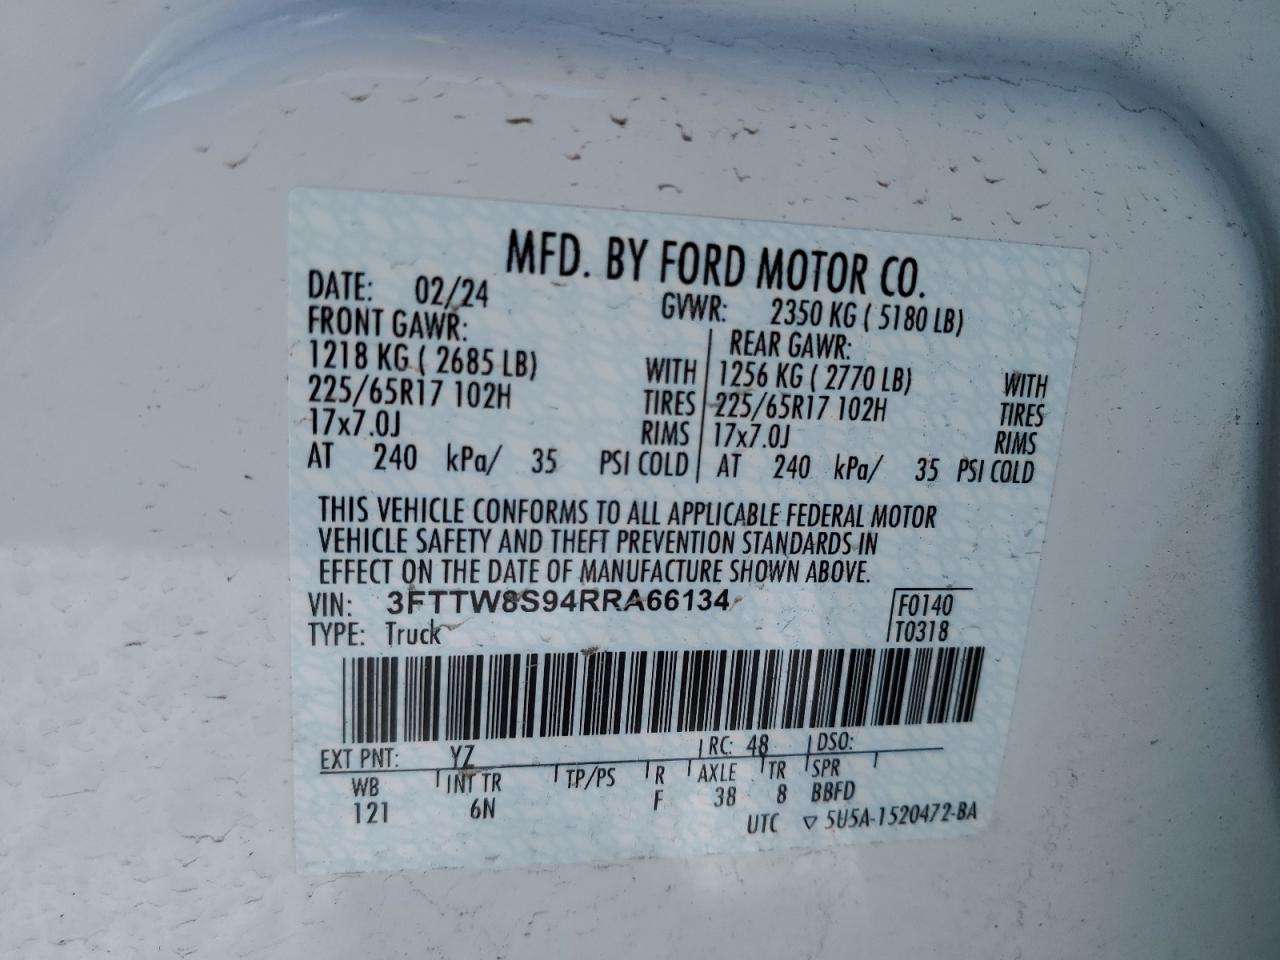 MFD. BY FORD MOTOR CO.
DATE: 02/24 GVWR: 2350 KG ( 5180 LB)
FRONT GAWR: REAR GAWR:
1218 KG ( 2685 LB) WITH 1256 KG ( 2770 LB) WITH
225/65R17 102H TIRES 225/65R17 102H TIRES
17x7.0J RIMS 17x7.0J RIMS
AT 240 kPa/ 35 PSI COLD AT 240 kPa/ 35 PSI COLD
THIS VEHICLE CONFORMS TO ALL APPLICABLE FEDERAL MOTOR
VEHICLE SAFETY AND THEFT PREVENTION STANDARDS IN
EFFECT ON THE DATE OF MANUFACTURE SHOWN ABOVE.
VIN: 3FTTW8S94RRA66134 F0140
TYPE: Truck T0318
EXT PNT: YZ RC: 48 DSO:
WB INT TR TP/PS R AXLE TR SPR
121 6N F 38 8 BBFD
UTC ▽ 5U5A-1520472-BA